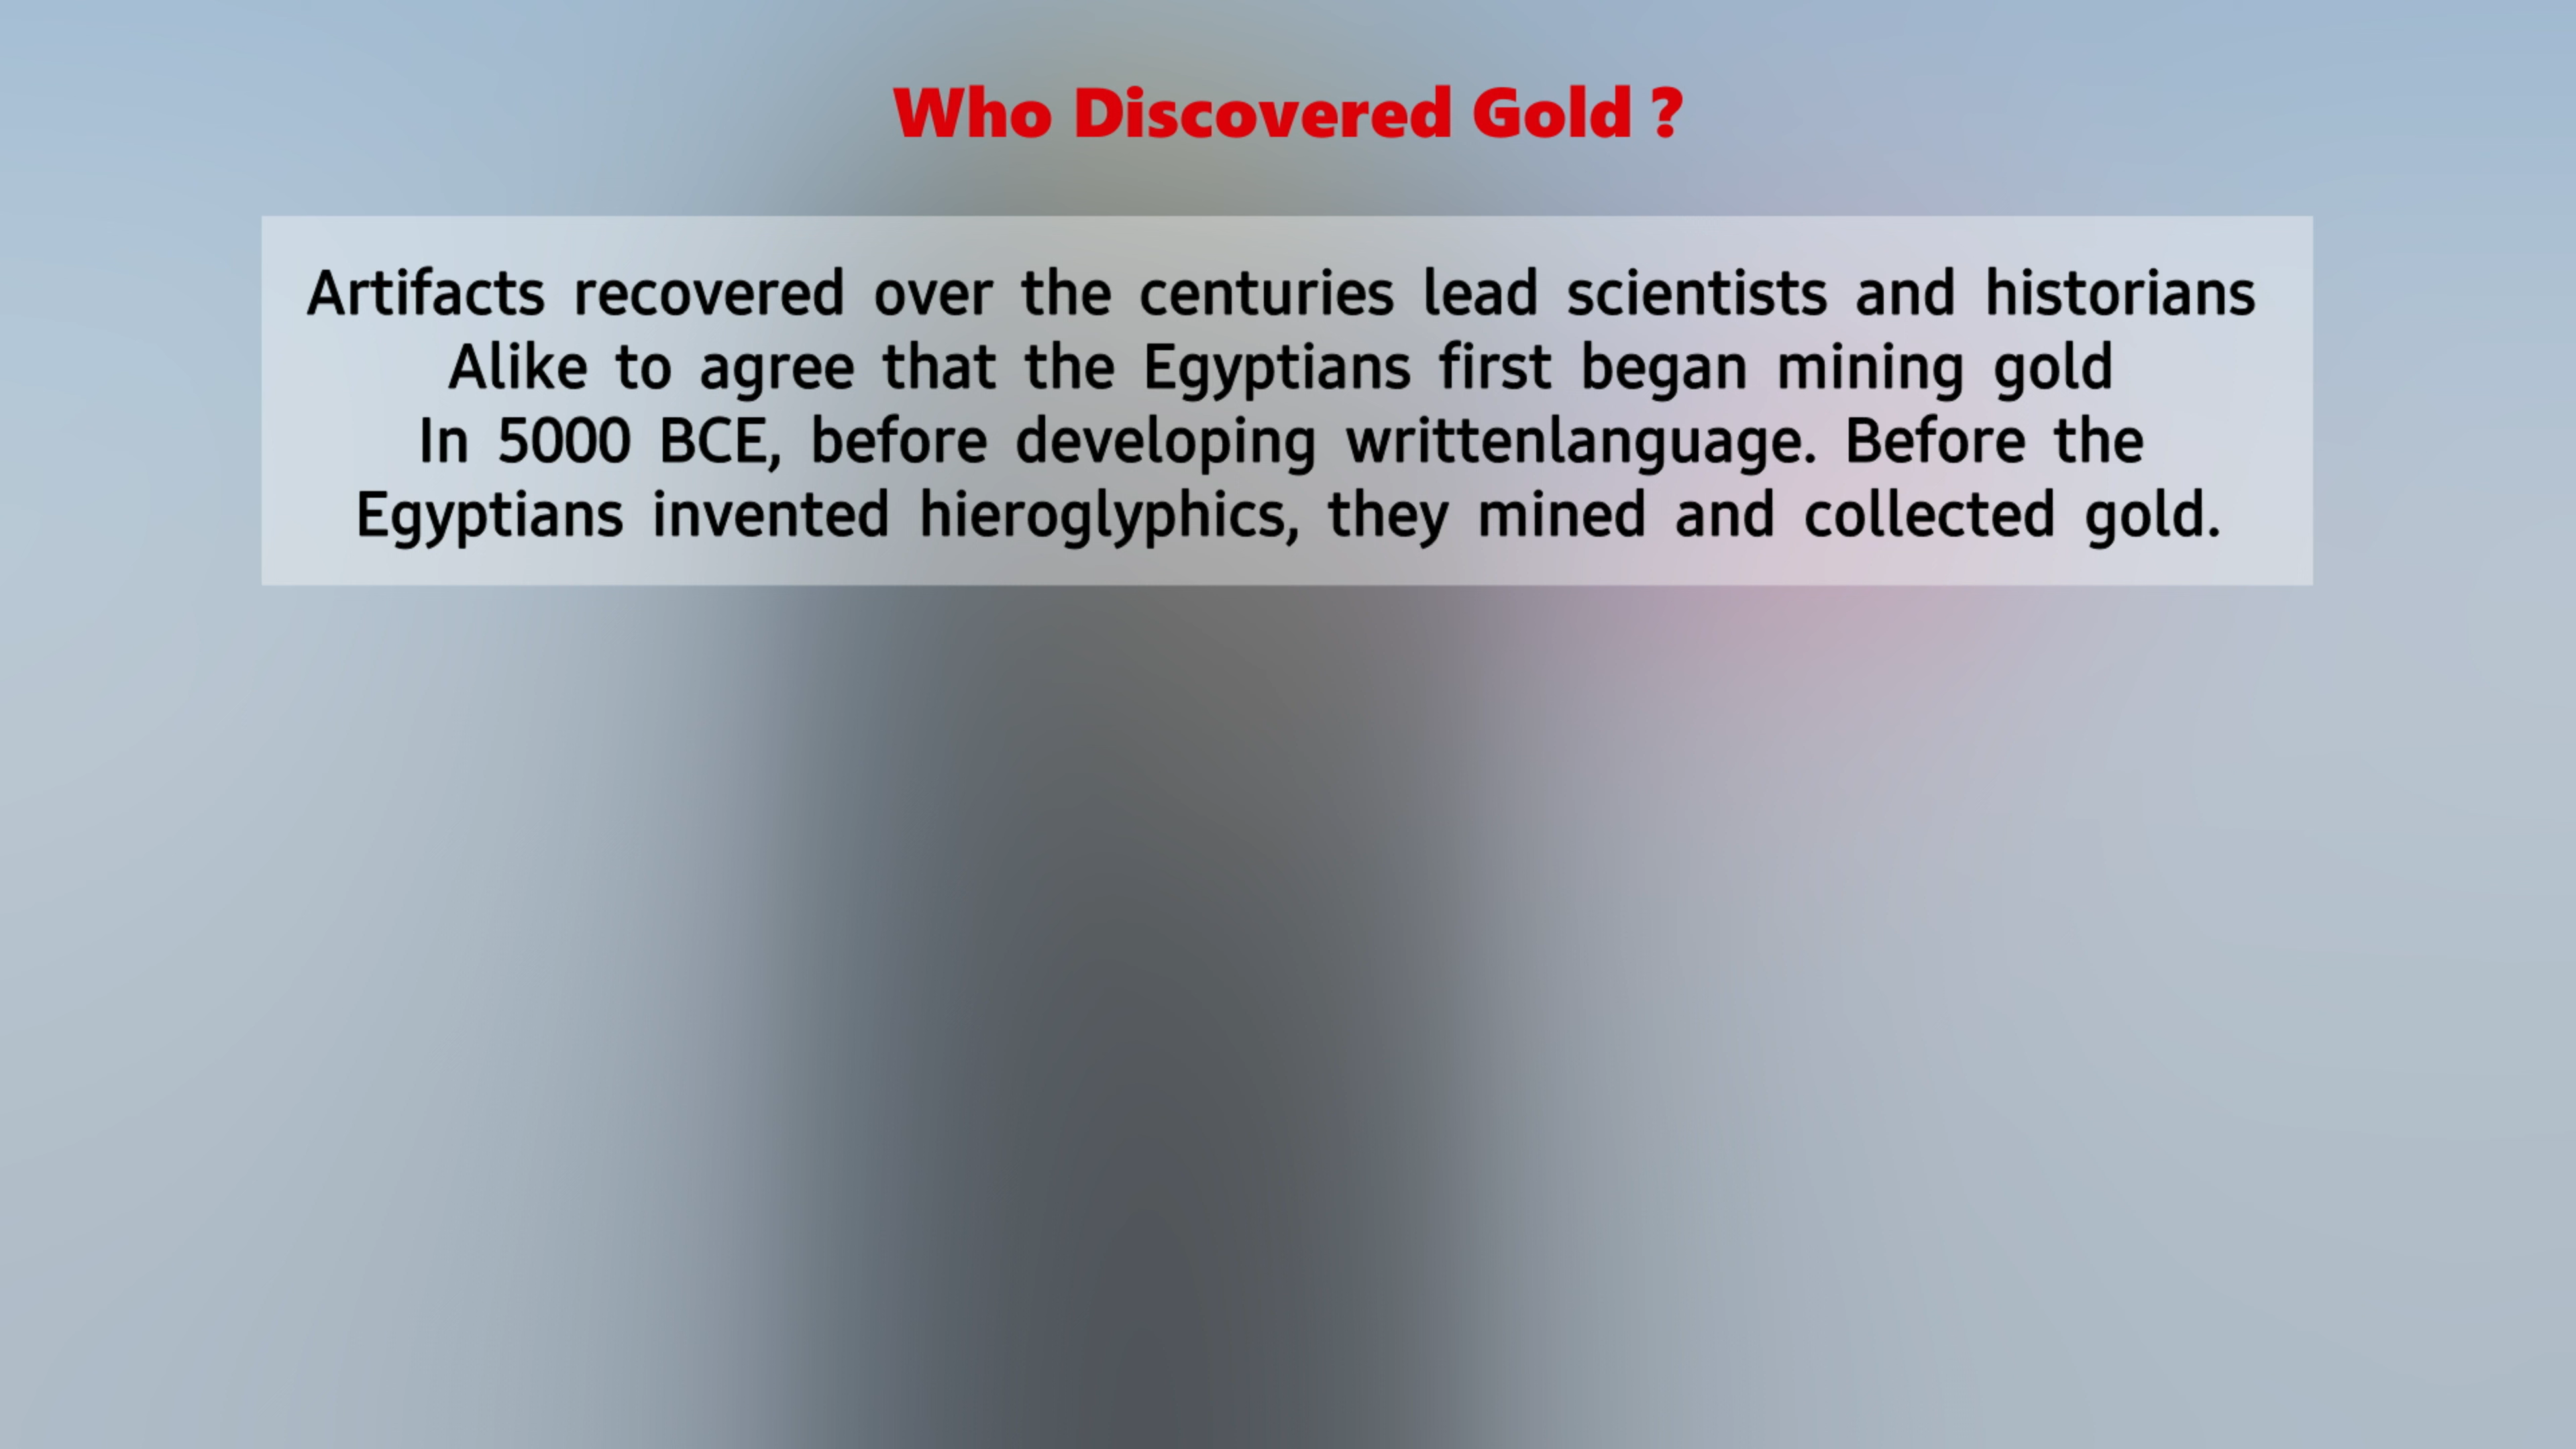 Who Discovered Gold ?
Artifacts recovered over the centuries lead scientists and historians
Alike to agree that the Egyptians first began mining gold
In 5000 BCE, before developing writtenlanguage. Before the
Egyptians invented hieroglyphics, they mined and collected gold.